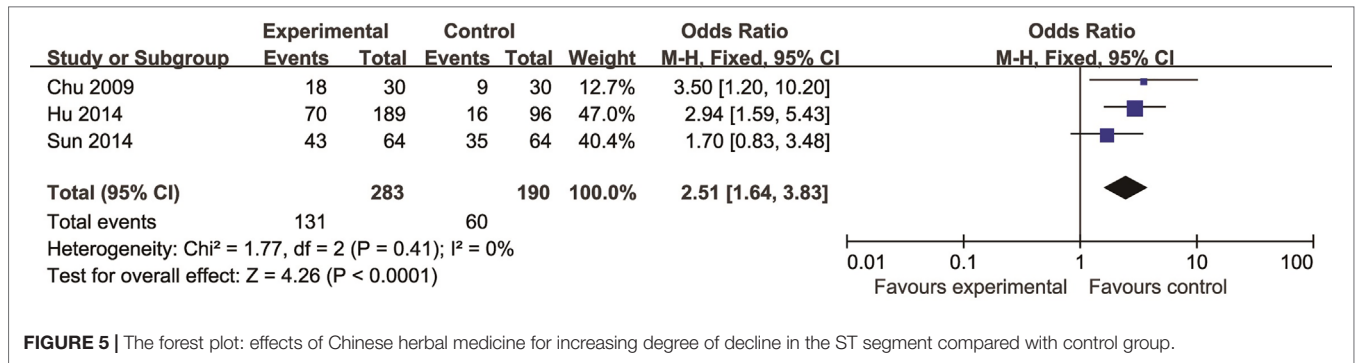 Experimental Control Odds Ratio Odds Ratio
Study or Subgroup Events Total Events Total Weight M-H, Fixed, 95% CI M-H, Fixed, 95% CI
Chu 2009 18 30 9 30 12.7% 3.50 [1.20, 10.20]
Hu 2014 70 189 16 96 47.0% 2.94 [1.59, 5.43]
Sun 2014 43 64 35 64 40.4% 1.70 [0.83, 3.48]
Total (95% CI) 283 190 100.0% 2.51 [1.64, 3.83]
Total events 131 60
Heterogeneity: Chi² = 1.77, df = 2 (P = 0.41); I² = 0%
Test for overall effect: Z = 4.26 (P < 0.0001)
0.01 0.1 1 10 100
Favours experimental Favours control
FIGURE 5 | The forest plot: effects of Chinese herbal medicine for increasing degree of decline in the ST segment compared with control group.